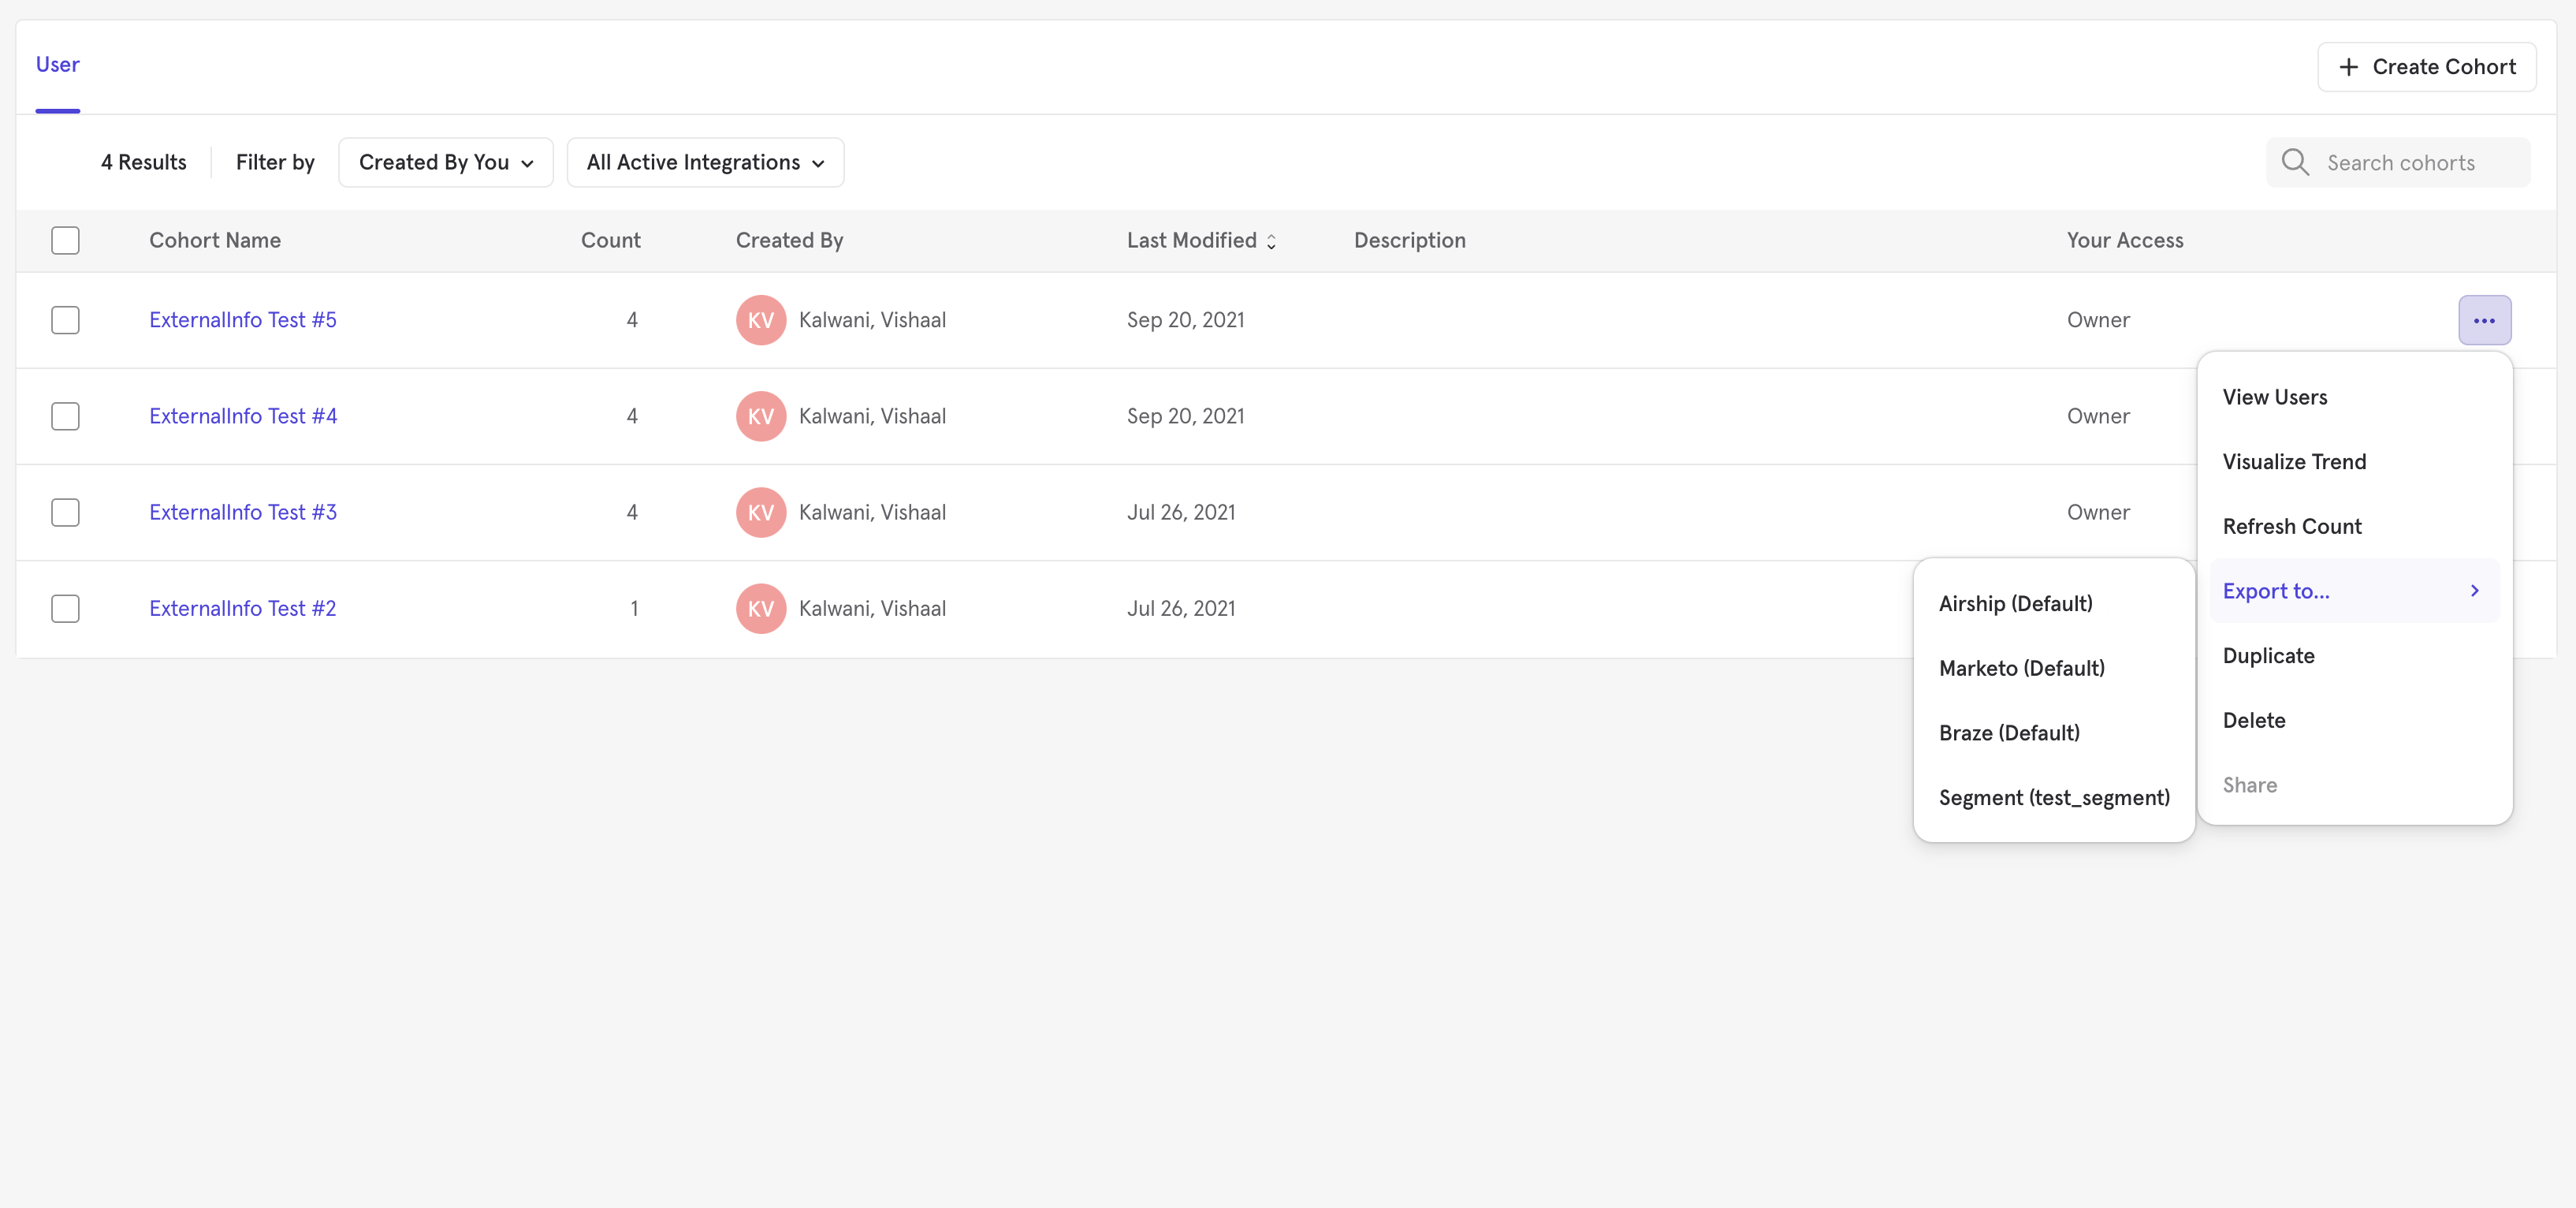 User
+ Create Cohort
4 Results Filter by Created By You All Active Integrations Search cohorts
Cohort Name Count Created By Last Modified Description Your Access
ExternalInfo Test #5 4 KV Kalwani, Vishaal Sep 20, 2021 Owner ...
ExternalInfo Test #4 4 KV Kalwani, Vishaal Sep 20, 2021 Owner
ExternalInfo Test #3 4 KV Kalwani, Vishaal Jul 26, 2021 Owner
ExternalInfo Test #2 1 KV Kalwani, Vishaal Jul 26, 2021
View Users
Visualize Trend
Refresh Count
Export to...
Duplicate
Delete
Share
Airship (Default)
Marketo (Default)
Braze (Default)
Segment (test_segment)